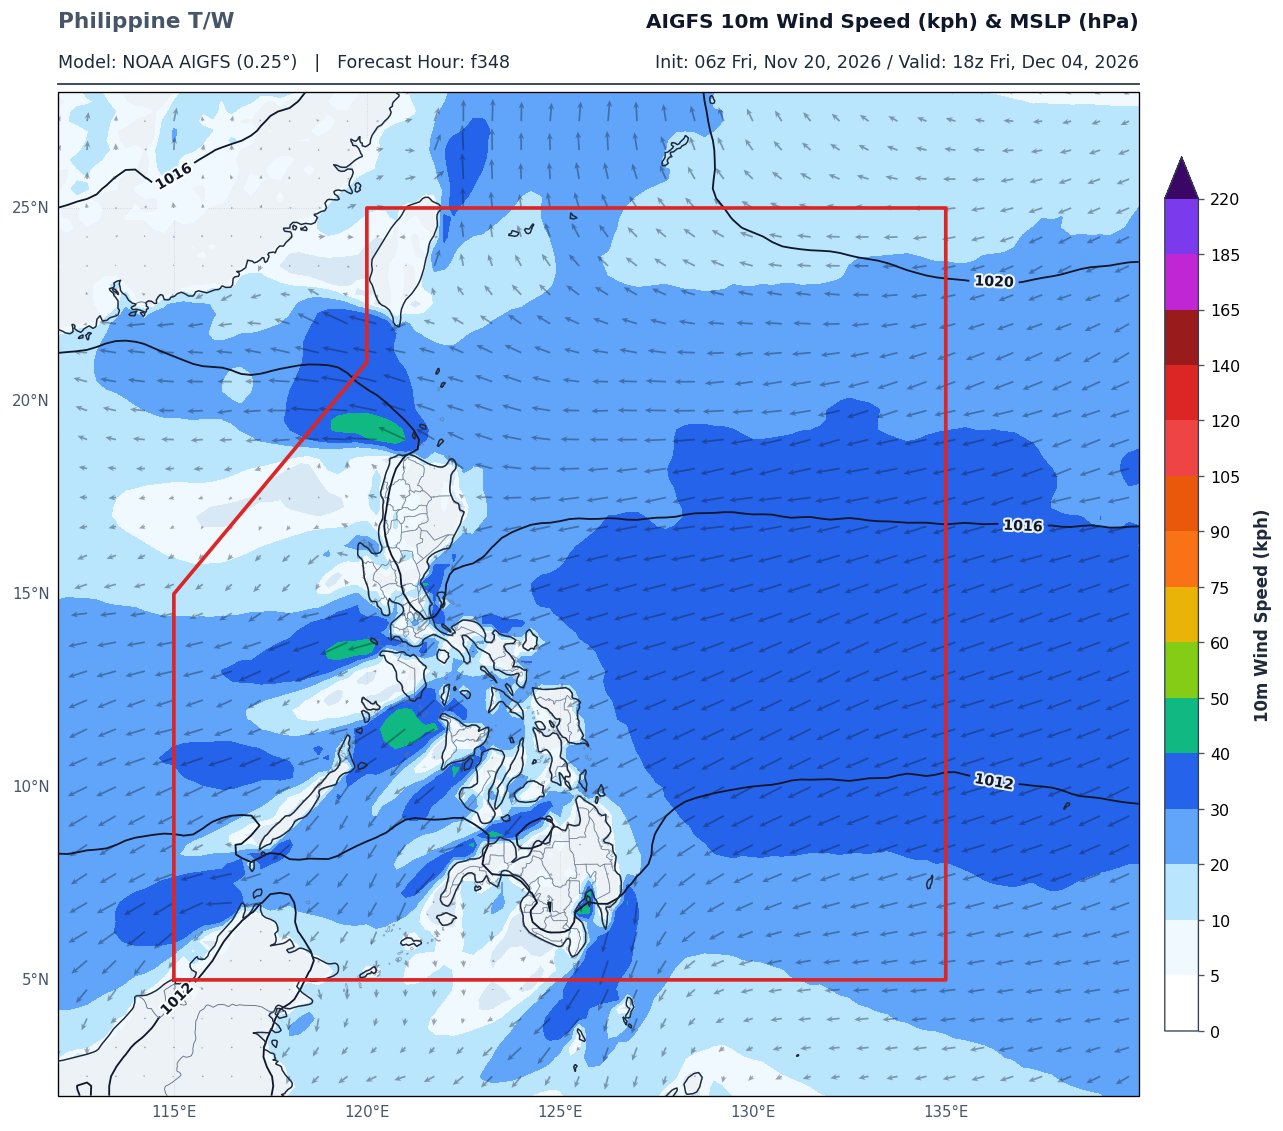 Philippine T/W
AIGFS 10m Wind Speed (kph) & MSLP (hPa)
Model: NOAA AIGFS (0.25°) | Forecast Hour: f348
Init: 06z Fri, Nov 20, 2026 / Valid: 18z Fri, Dec 04, 2026
1016
25°N
1020
20°N
1016
15°N
1012
10°N
5°N
1012
115°E
120°E
125°E
130°E
135°E
220
185
165
140
120
105
90
75
60
50
40
30
20
10
5
0
10m Wind Speed (kph)